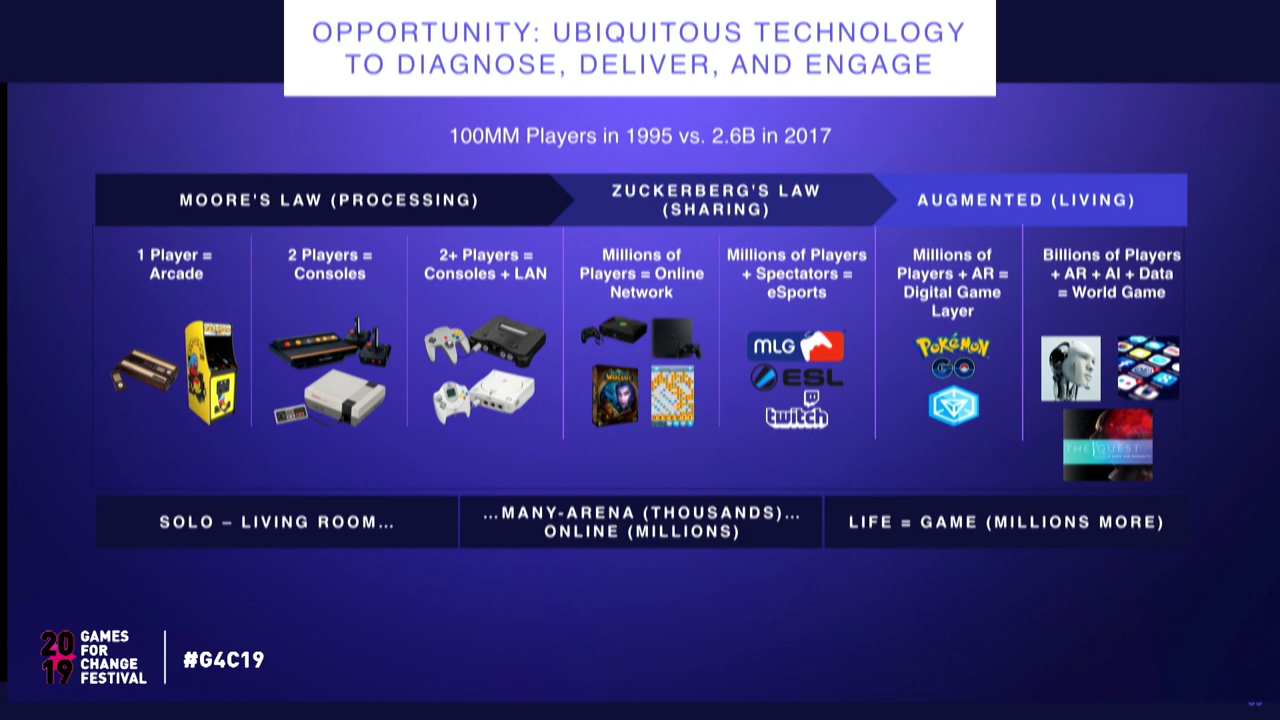 OPPORTUNITY: UBIQUITOUS TECHNOLOGY
TO DIAGNOSE, DELIVER, AND ENGAGE
100MM Players in 1995 vs. 2.6B in 2017
MOORE'S LAW (PROCESSING)
ZUCKERBERG'S LAW
(SHARING)
AUGMENTED (LIVING)
1 Player =
Arcade
2 Players =
Consoles
2+ Players =
Consoles + LAN
Millions of
Players = Online
Network
Millions of Players
+ Spectators =
eSports
Millions of
Players + AR =
Digital Game
Layer
Billions of Players
+ AR + AI + Data
= World Game
WARCRAFT
MLG
ESL
twitch
POKÉMON
GO
THE QUEST
SOLO – LIVING ROOM...
...MANY-ARENA (THOUSANDS)...
ONLINE (MILLIONS)
LIFE = GAME (MILLIONS MORE)
2019
GAMES
FOR
CHANGE
FESTIVAL
#G4C19